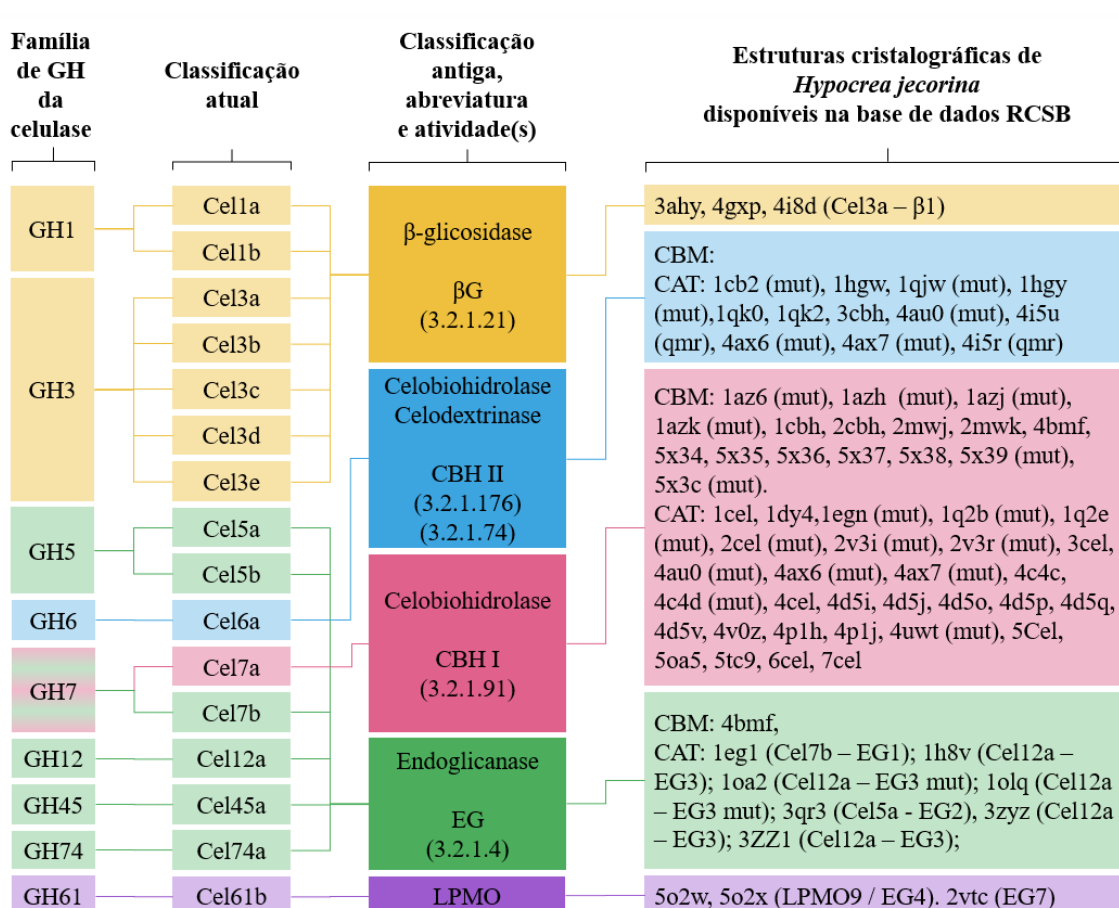 Família
de GH
da
celulase
Classificação
atual
Classificação
antiga,
abreviatura
e atividade(s)
Estruturas cristalográficas de
Hypocrea jecorina
disponíveis na base de dados RCSB
GH1
GH3
GH5
GH6
GH7
GH12
GH45
GH74
GH61
Cel1a
Cel1b
Cel3a
Cel3b
Cel3c
Cel3d
Cel3e
Cel5a
Cel5b
Cel6a
Cel7a
Cel7b
Cel12a
Cel45a
Cel74a
Cel61b
β-glicosidase
βG
(3.2.1.21)
Celobiohidrolase
Celodextrinase
CBH II
(3.2.1.176)
(3.2.1.74)
Celobiohidrolase
CBH I
(3.2.1.91)
Endoglicanase
EG
(3.2.1.4)
LPMO
3ahy, 4gxp, 4i8d (Cel3a – β1)
CBM:
CAT: 1cb2 (mut), 1hgw, 1qjw (mut), 1hgy
(mut),1qk0, 1qk2, 3cbh, 4au0 (mut), 4i5u
(qmr), 4ax6 (mut), 4ax7 (mut), 4i5r (qmr)
CBM: 1az6 (mut), 1azh (mut), 1azj (mut),
1azk (mut), 1cbh, 2cbh, 2mwj, 2mwk, 4bmf,
5x34, 5x35, 5x36, 5x37, 5x38, 5x39 (mut),
5x3c (mut).
CAT: 1cel, 1dy4,1egn (mut), 1q2b (mut), 1q2e
(mut), 2cel (mut), 2v3i (mut), 2v3r (mut), 3cel,
4au0 (mut), 4ax6 (mut), 4ax7 (mut), 4c4c,
4c4d (mut), 4cel, 4d5i, 4d5j, 4d5o, 4d5p, 4d5q,
4d5v, 4v0z, 4p1h, 4p1j, 4uwt (mut), 5Cel,
5oa5, 5tc9, 6cel, 7cel
CBM: 4bmf,
CAT: 1eg1 (Cel7b – EG1); 1h8v (Cel12a –
EG3); 1oa2 (Cel12a – EG3 mut); 1olq (Cel12a
– EG3 mut); 3qr3 (Cel5a - EG2), 3zyz (Cel12a
– EG3); 3ZZ1 (Cel12a – EG3);
5o2w, 5o2x (LPMO9 / EG4). 2vtc (EG7)